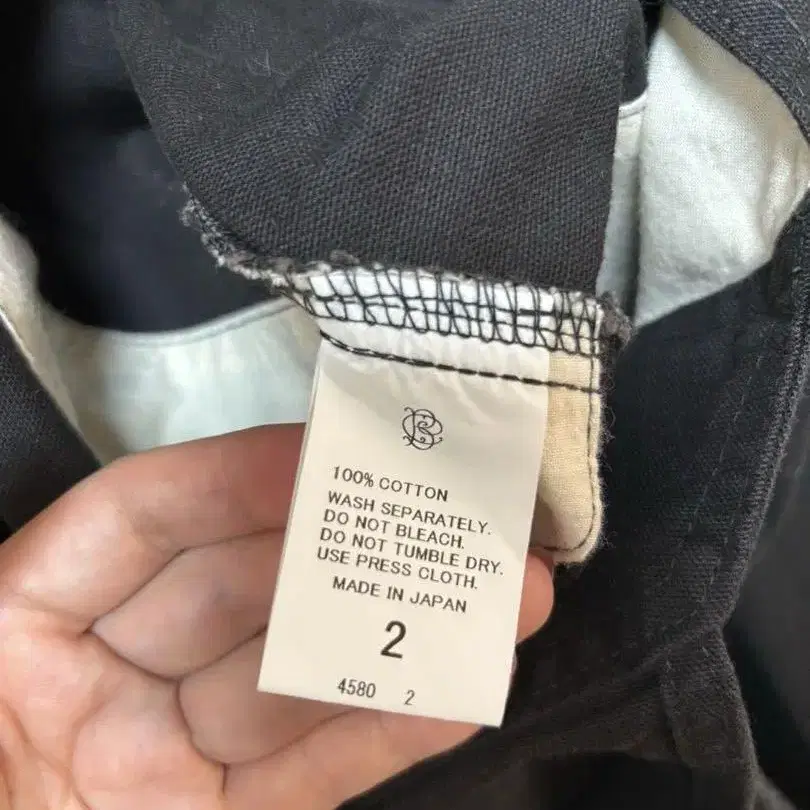 100% COTTON
WASH SEPARATELY.
DO NOT BLEACH.
DO NOT TUMBLE DRY.
USE PRESS CLOTH.
MADE IN JAPAN
2
4580 2